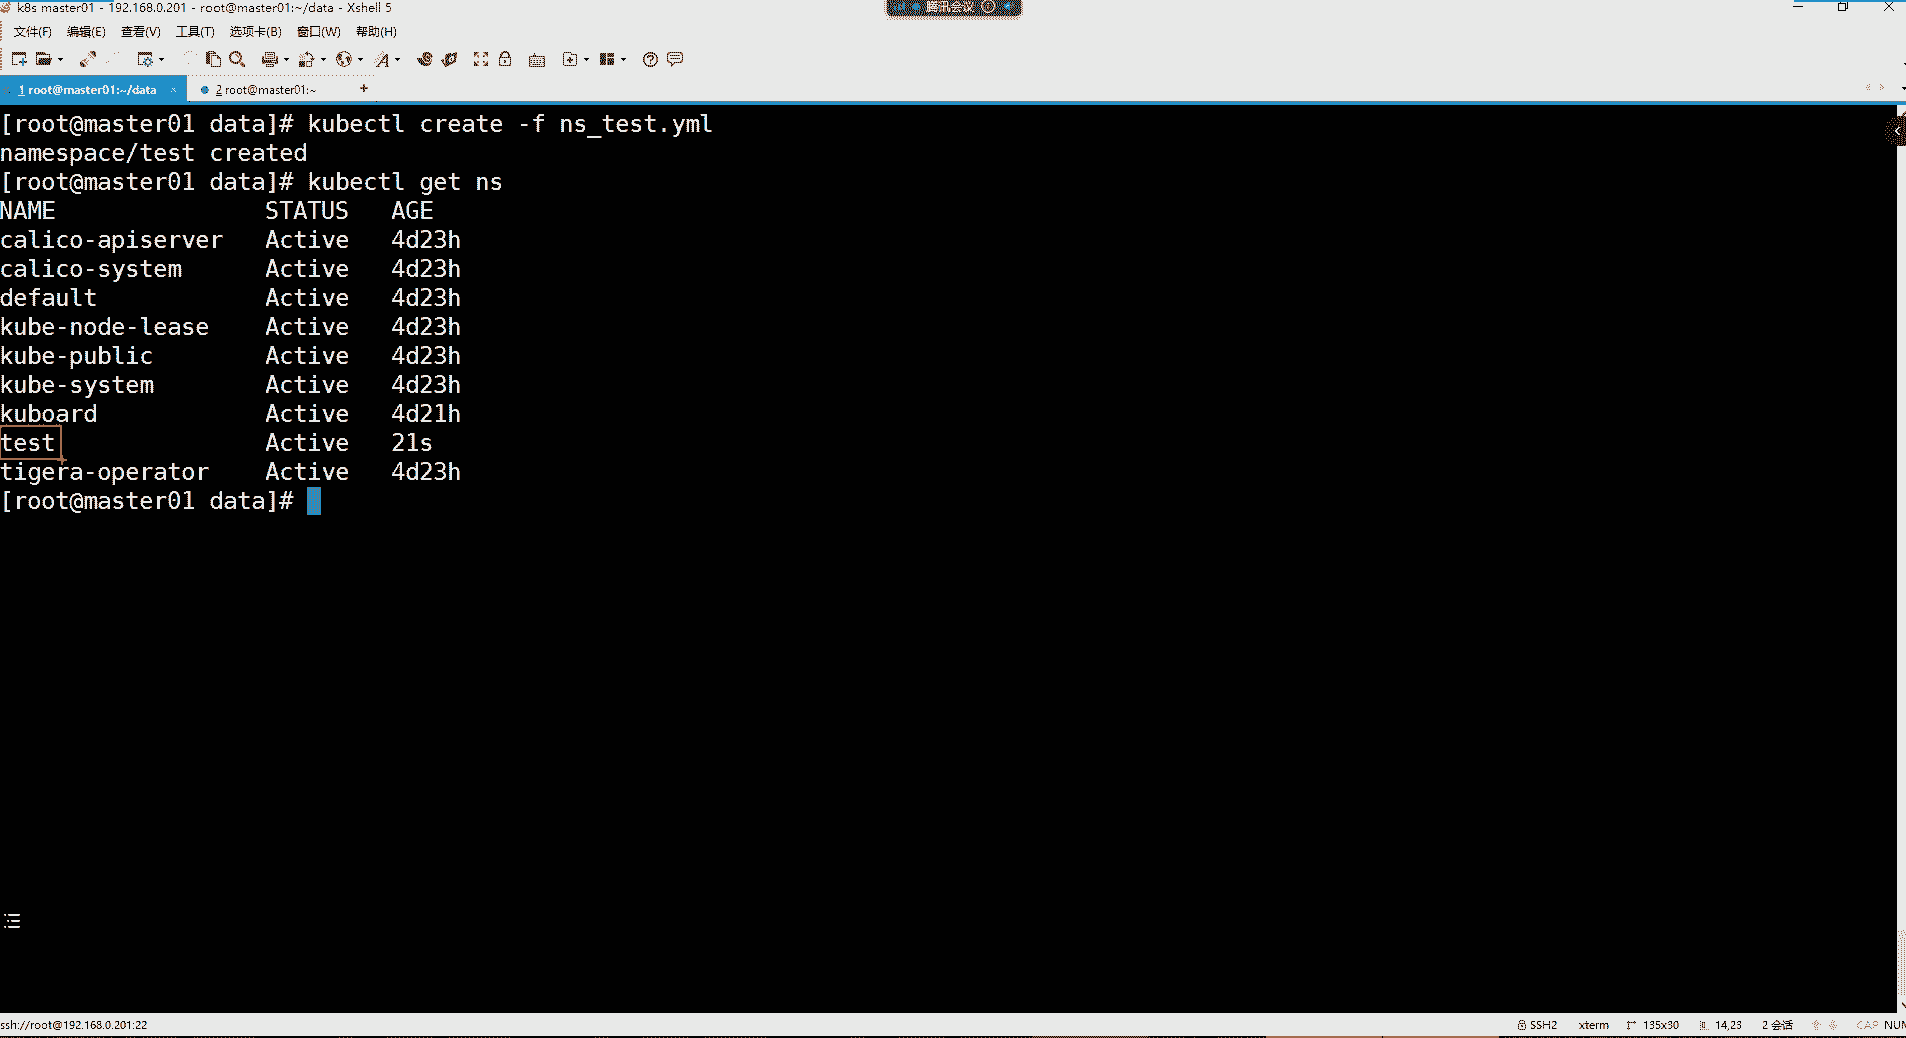 k8s master01 - 192.168.0.201 - root@master01:~/data - Xshell 5
腾讯会议
文件(F) 编辑(E) 查看(V) 工具(T) 选项卡(B) 窗口(W) 帮助(H)
1 root@master01:~/data × 2 root@master01:~ +
[root@master01 data]# kubectl create -f ns_test.yml
namespace/test created
[root@master01 data]# kubectl get ns
NAME STATUS AGE
calico-apiserver Active 4d23h
calico-system Active 4d23h
default Active 4d23h
kube-node-lease Active 4d23h
kube-public Active 4d23h
kube-system Active 4d23h
kuboard Active 4d21h
test Active 21s
tigera-operator Active 4d23h
[root@master01 data]#
ssh://root@192.168.0.201:22 SSH2 xterm 135x30 14,23 2 会话 CAP NUM